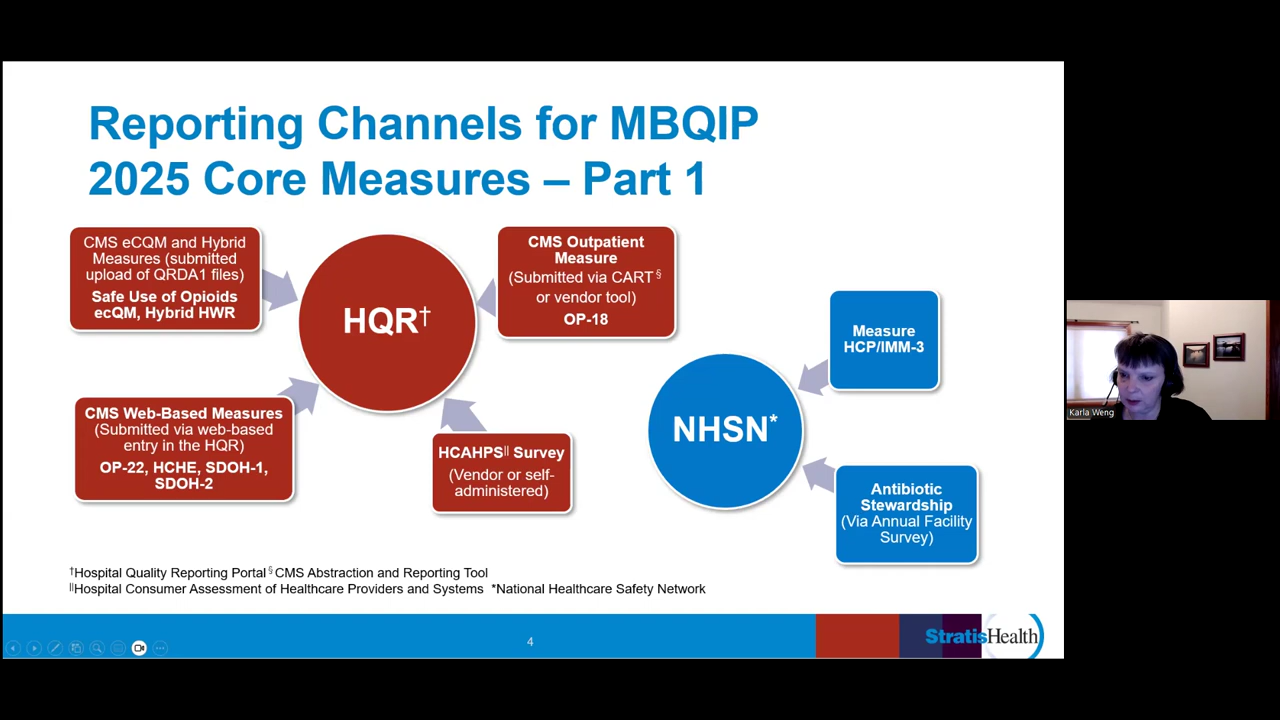 Reporting Channels for MBQIP
2025 Core Measures – Part 1
CMS eCQM and Hybrid
Measures (submitted
upload of QRDA1 files)
Safe Use of Opioids
ecQM, Hybrid HWR
HQR†
CMS Outpatient
Measure
(Submitted via CART§
or vendor tool)
OP-18
CMS Web-Based Measures
(Submitted via web-based
entry in the HQR)
OP-22, HCHE, SDOH-1,
SDOH-2
HCAHPS|| Survey
(Vendor or self-
administered)
NHSN*
Measure
HCP/IMM-3
Antibiotic
Stewardship
(Via Annual Facility
Survey)
†Hospital Quality Reporting Portal §CMS Abstraction and Reporting Tool
||Hospital Consumer Assessment of Healthcare Providers and Systems *National Healthcare Safety Network
4
StratisHealth
Karla Weng